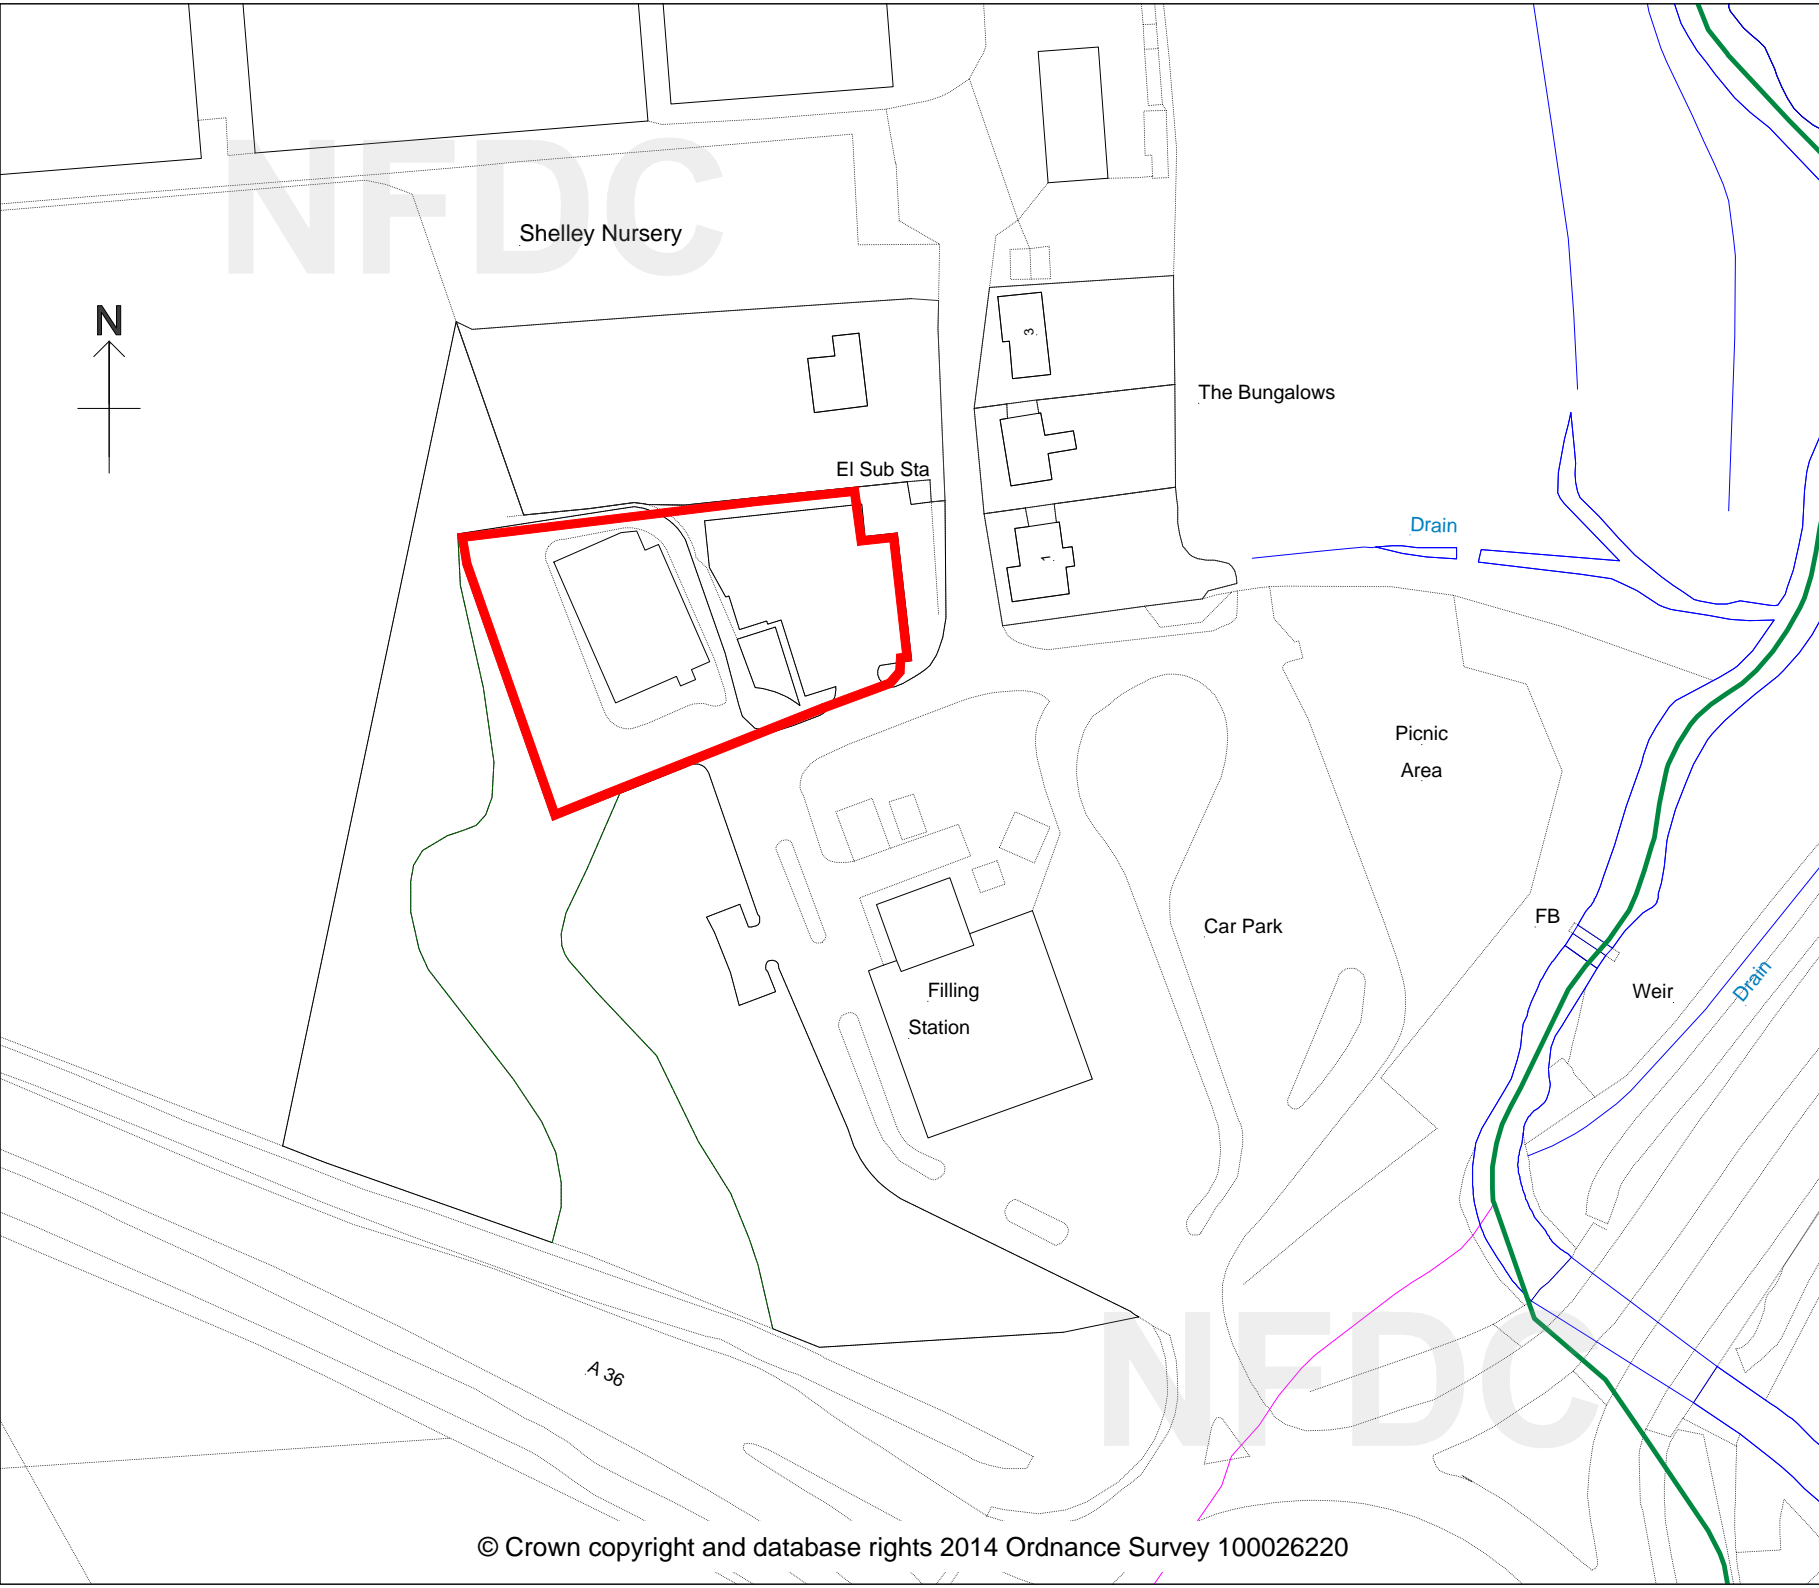 NFDC
Shelley Nursery
N
3
The Bungalows
El Sub Sta
Drain
1
Picnic
Area
FB
Car Park
Weir
Drain
Filling
Station
NFDC
A 36
© Crown copyright and database rights 2014 Ordnance Survey 100026220